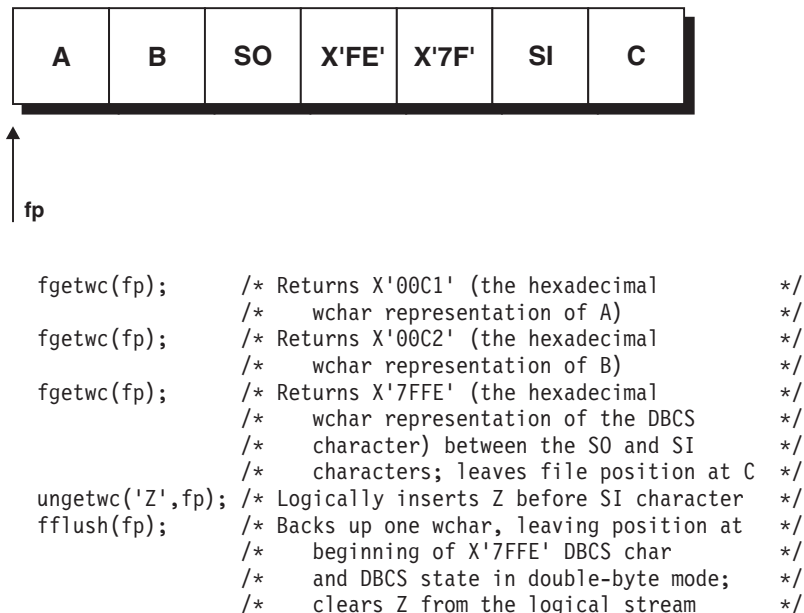 A B SO X'FE' X'7F' SI C
fp
fgetwc(fp); /* Returns X'00C1' (the hexadecimal */
/* wchar representation of A) */
fgetwc(fp); /* Returns X'00C2' (the hexadecimal */
/* wchar representation of B) */
fgetwc(fp); /* Returns X'7FFE' (the hexadecimal */
/* wchar representation of the DBCS */
/* character) between the SO and SI */
/* characters; leaves file position at C */
ungetwc('Z',fp); /* Logically inserts Z before SI character */
fflush(fp); /* Backs up one wchar, leaving position at */
/* beginning of X'7FFE' DBCS char */
/* and DBCS state in double-byte mode; */
/* clears Z from the logical stream */